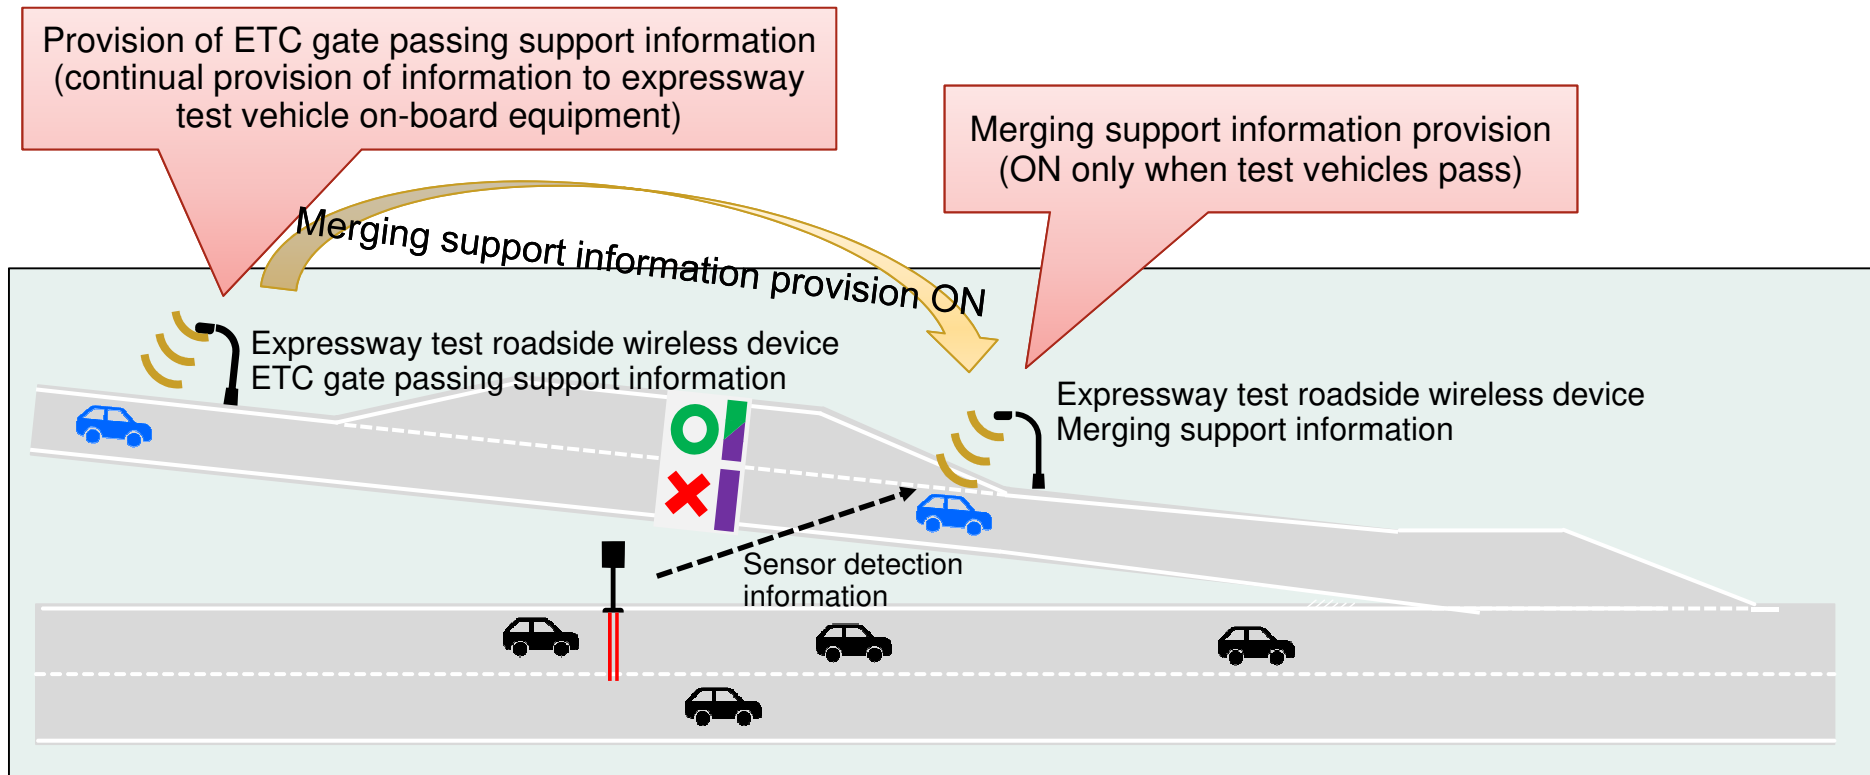 Provision of ETC gate passing support information
(continual provision of information to expressway
test vehicle on-board equipment)
Merging support information provision
(ON only when test vehicles pass)
Merging support information provision ON
Expressway test roadside wireless device
ETC gate passing support information
Expressway test roadside wireless device
Merging support information
Sensor detection
information